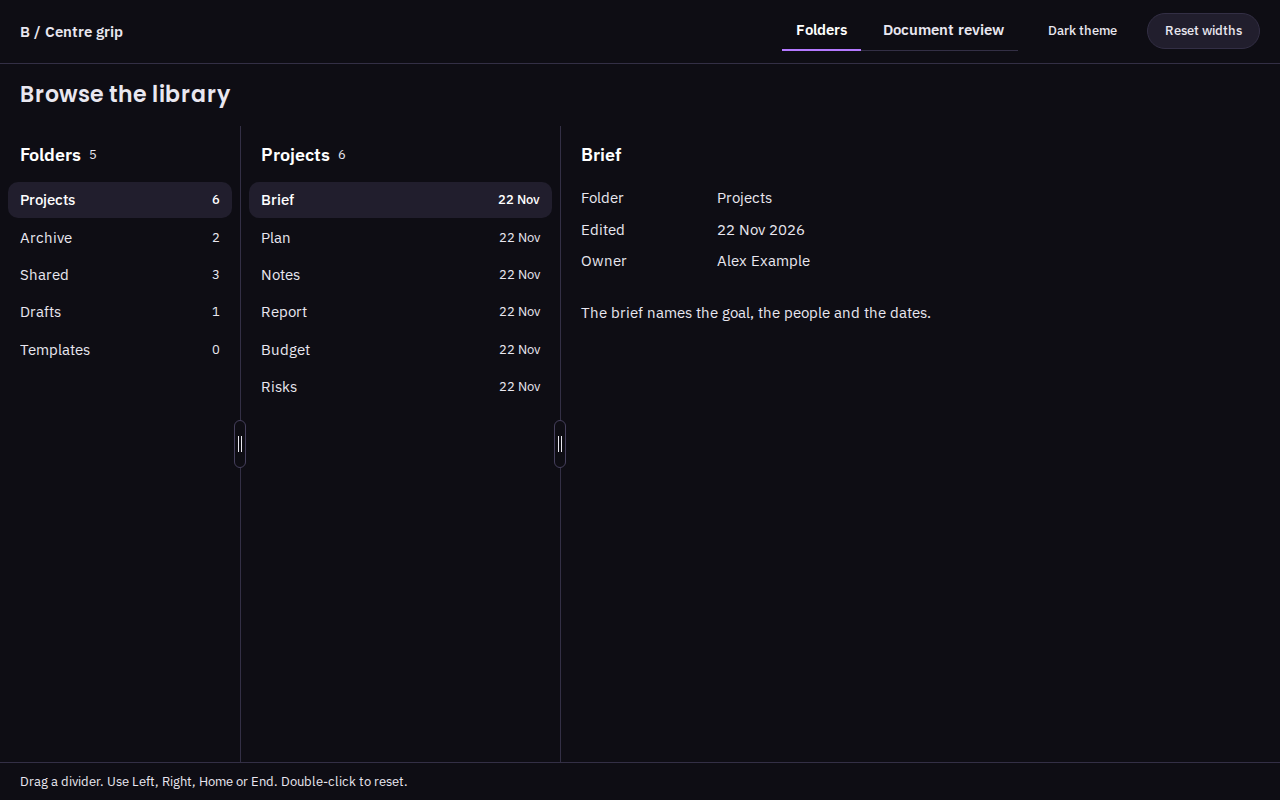 B / Centre grip
Folders
Document review
Dark theme
Reset widths
Browse the library
Folders 5
Projects 6
Archive 2
Shared 3
Drafts 1
Templates 0
Projects 6
Brief 22 Nov
Plan 22 Nov
Notes 22 Nov
Report 22 Nov
Budget 22 Nov
Risks 22 Nov
Brief
Folder Projects
Edited 22 Nov 2026
Owner Alex Example
The brief names the goal, the people and the dates.
Drag a divider. Use Left, Right, Home or End. Double-click to reset.